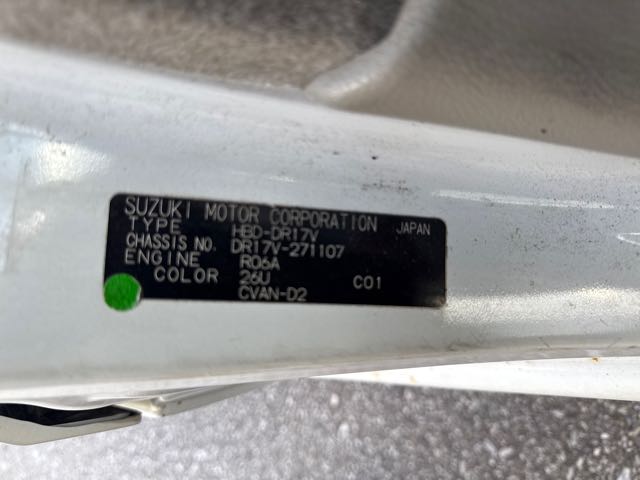 SUZUKI MOTOR CORPORATION JAPAN
TYPE HBD-DR17V
CHASSIS NO. DR17V-271107
ENGINE R06A
COLOR 26U C01
CVAN-D2